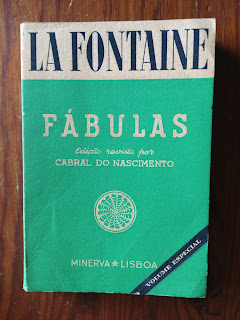 LA FONTAINE
FÁBULAS
Edição revista por
CABRAL DO NASCIMENTO
MINERVA★LISBOA
VOLUME ESPECIAL